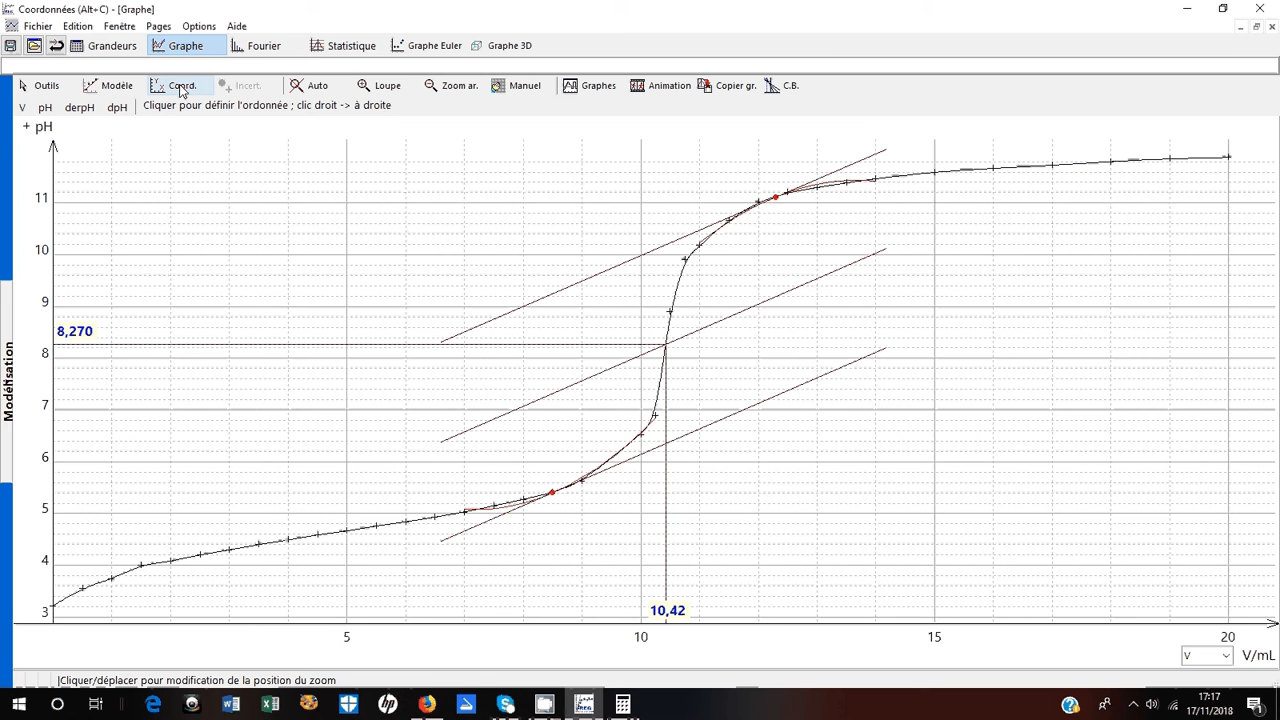 Coordonnées (Alt+C) - [Graphe]
Fichier Edition Fenêtre Pages Options Aide
Grandeurs Graphe Fourier Statistique Graphe Euler Graphe 3D
Outils Modèle Coord. Incert. Auto Loupe Zoom ar. Manuel Graphes Animation Copier gr. C.B.
V pH derpH dpH Cliquer pour définir l'ordonnée ; clic droit -> à droite
+ pH
11
10
9
8,270
8
Modélisation
7
6
5
4
3
10,42
5 10 15 20
V V/mL
Cliquer/déplacer pour modification de la position du zoom
17:17
17/11/2018